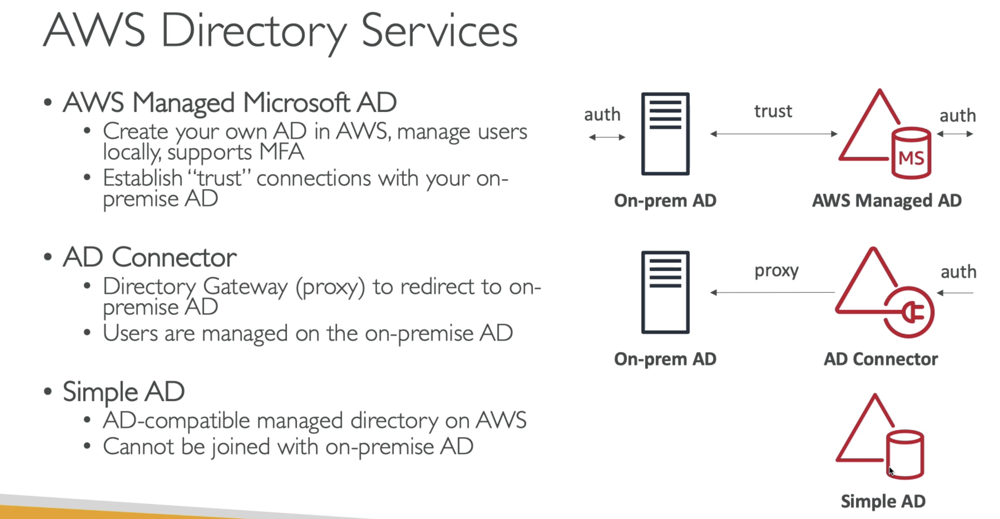 AWS Directory Services
• AWS Managed Microsoft AD
• Create your own AD in AWS, manage users
locally, supports MFA
• Establish “trust” connections with your on-
premise AD
• AD Connector
• Directory Gateway (proxy) to redirect to on-
premise AD
• Users are managed on the on-premise AD
• Simple AD
• AD-compatible managed directory on AWS
• Cannot be joined with on-premise AD
auth
trust
auth
MS
On-prem AD
AWS Managed AD
proxy
auth
On-prem AD
AD Connector
Simple AD